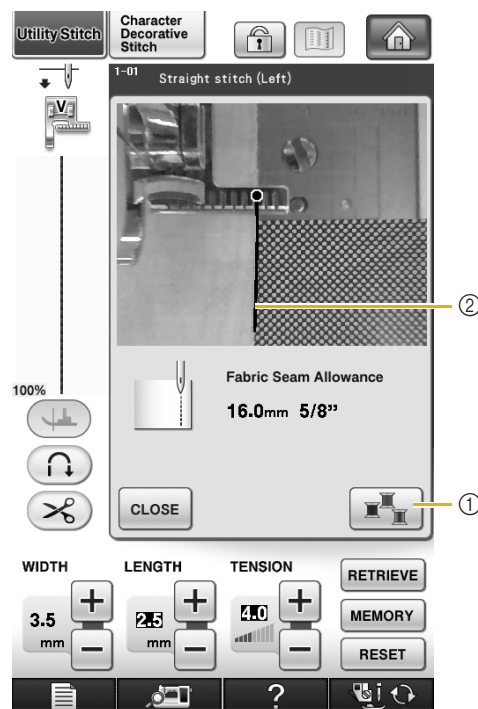 Utility Stitch
Character
Decorative
Stitch
1-01
Straight stitch (Left)
V
②
Fabric Seam Allowance
16.0mm 5/8”
100%
CLOSE
①
WIDTH
LENGTH
TENSION
RETRIEVE
3.5
mm
2.5
mm
4.0
MEMORY
RESET
?